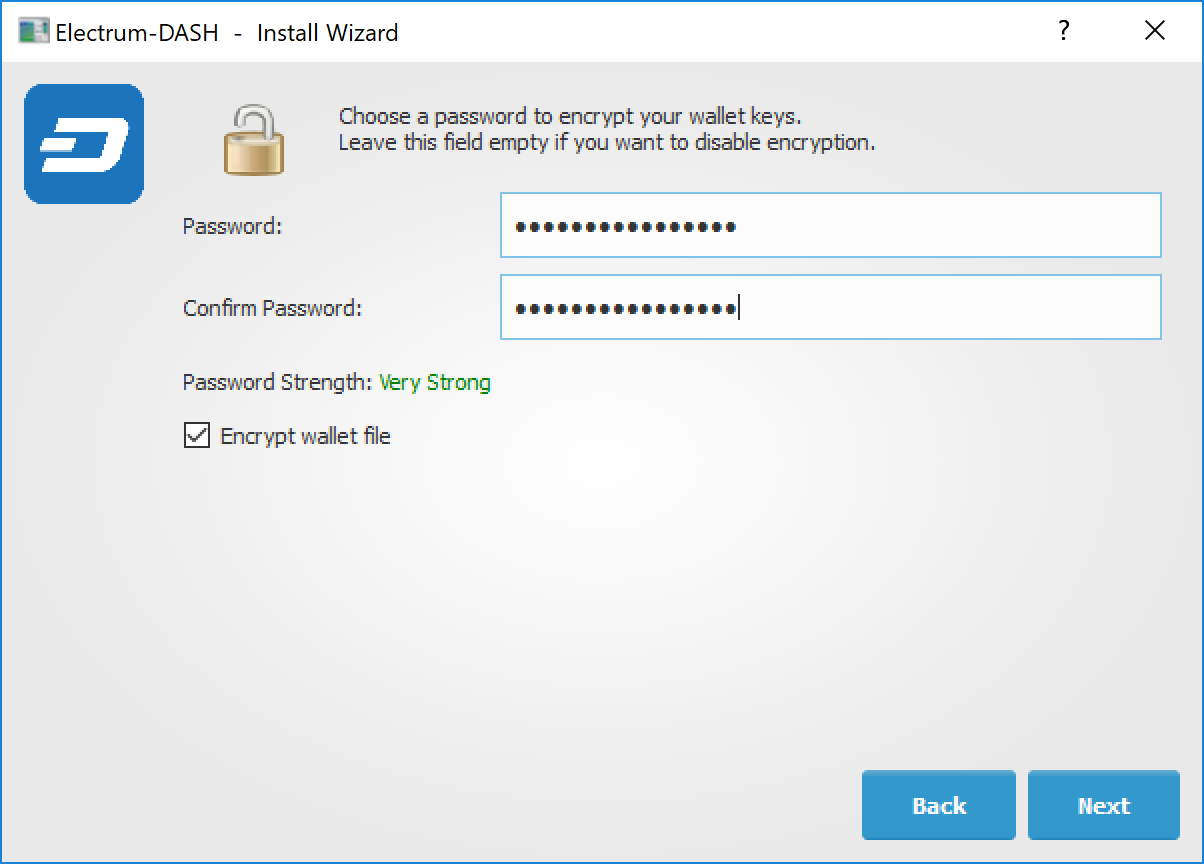 Electrum-DASH - Install Wizard
?
Choose a password to encrypt your wallet keys.
Leave this field empty if you want to disable encryption.
Password: ●●●●●●●●●●●●●●●●
Confirm Password: ●●●●●●●●●●●●●●●●
Password Strength: Very Strong
Encrypt wallet file
Back Next